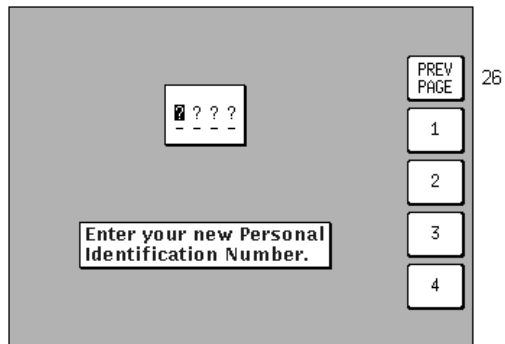 PREV
PAGE
26
? ? ? ?
1
2
Enter your new Personal
Identification Number.
3
4